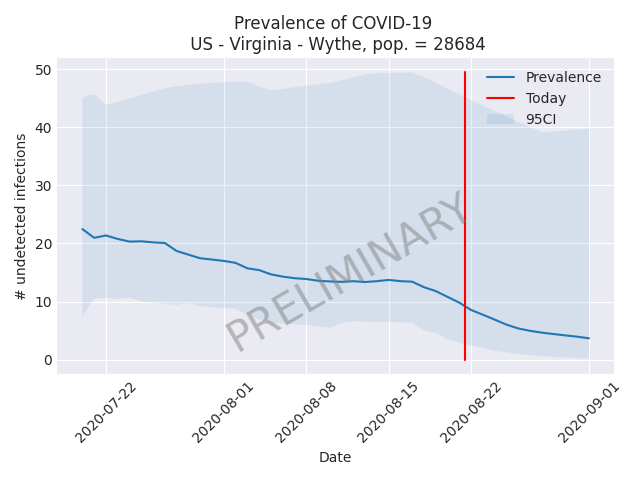 Prevalence of COVID-19
US - Virginia - Wythe, pop. = 28684
# undetected infections
50
40
30
20
10
0
Prevalence
Today
95CI
PRELIMINARY
2020-07-22
2020-08-01
2020-08-08
2020-08-15
2020-08-22
2020-09-01
Date